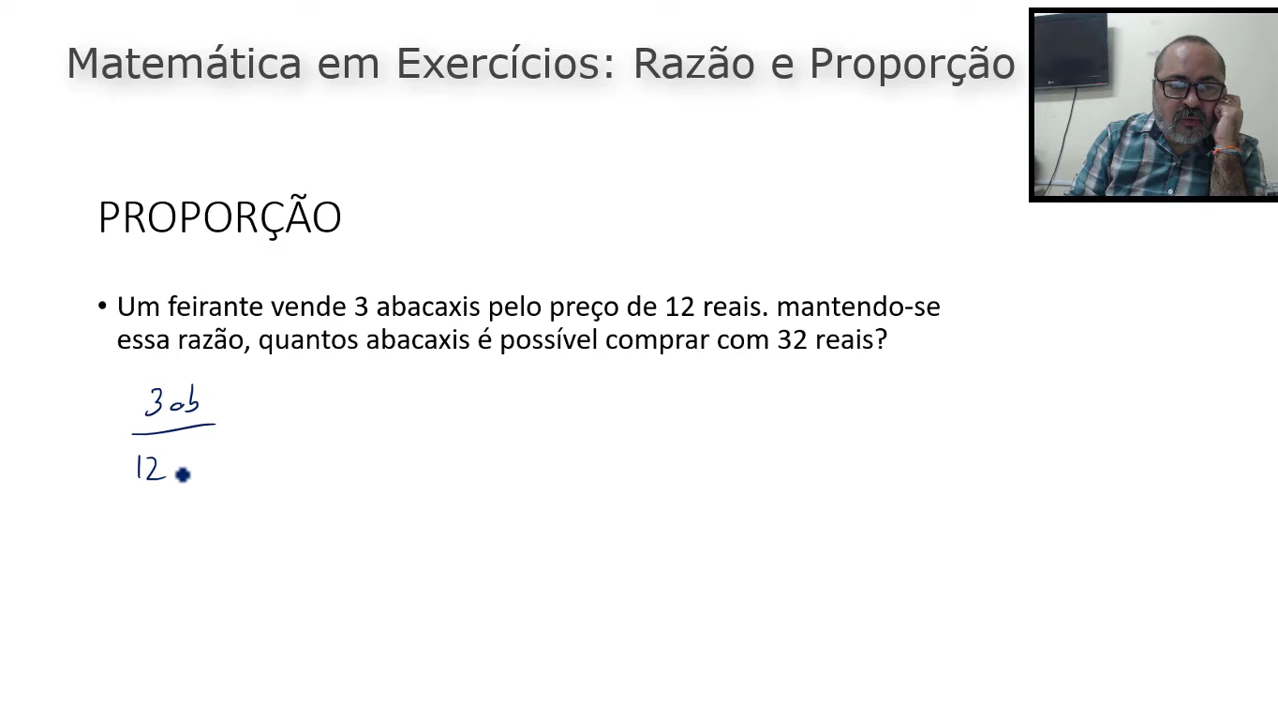 Matemática em Exercícios: Razão e Proporção
PROPORÇÃO
• Um feirante vende 3 abacaxis pelo preço de 12 reais. mantendo-se
essa razão, quantos abacaxis é possível comprar com 32 reais?
3 ab
12